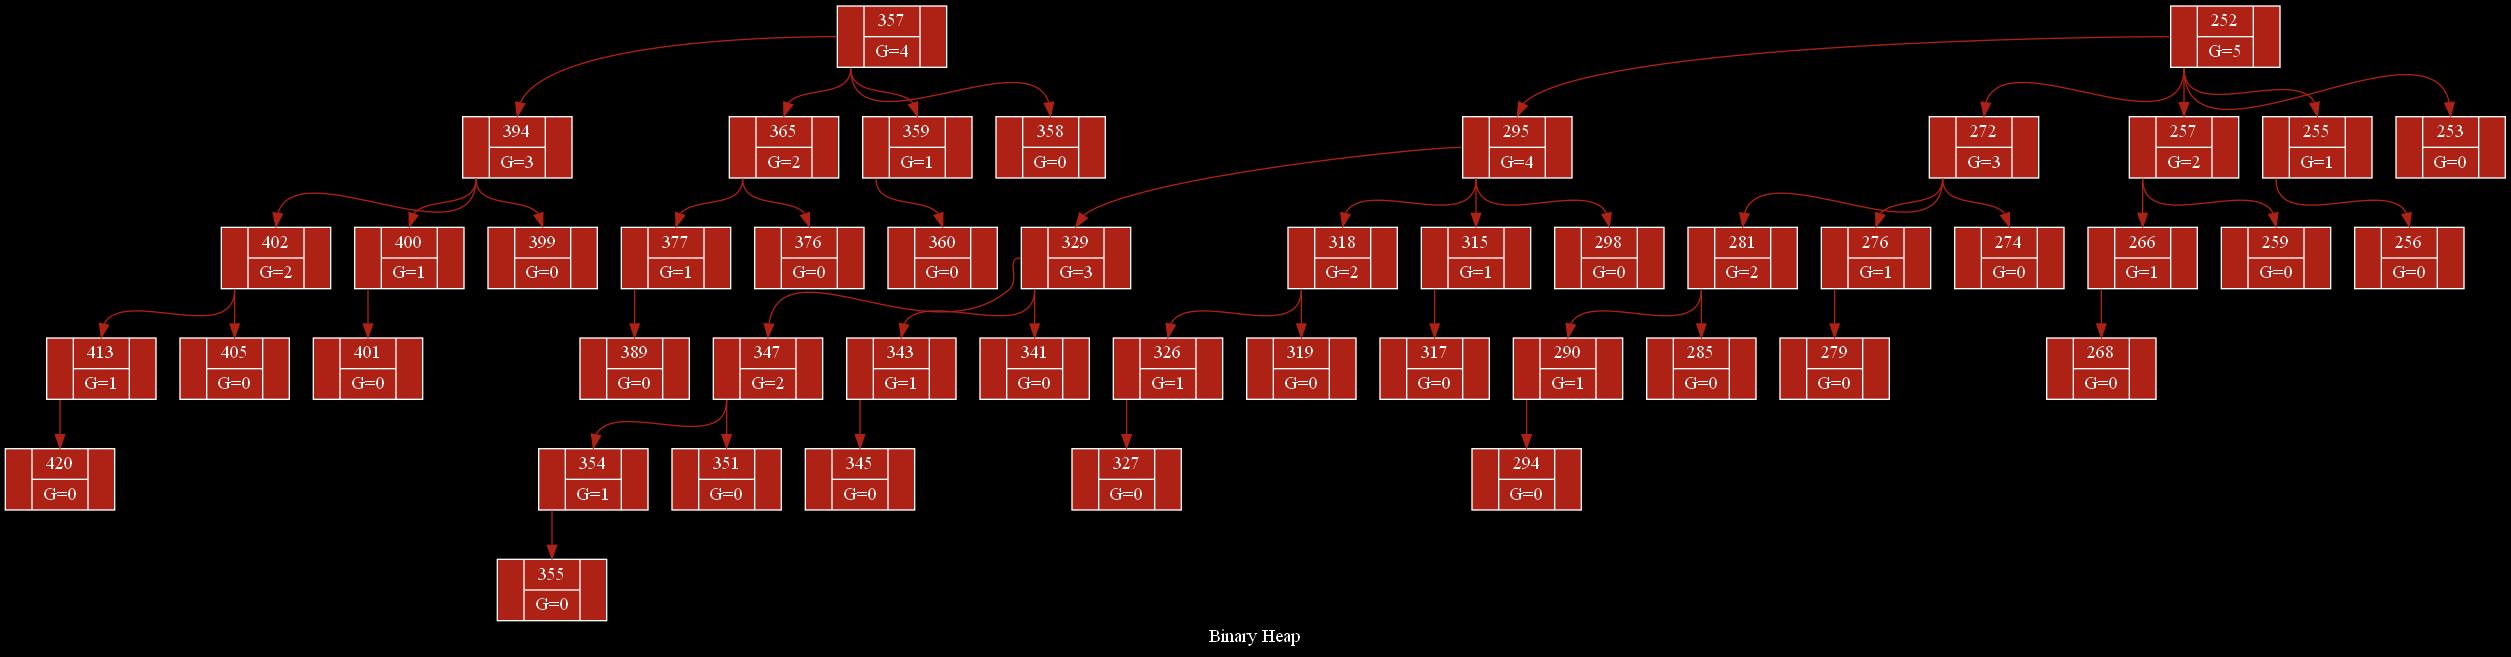 357
G=4
252
G=5
394
G=3
365
G=2
359
G=1
358
G=0
295
G=4
272
G=3
257
G=2
255
G=1
253
G=0
402
G=2
400
G=1
399
G=0
377
G=1
376
G=0
360
G=0
329
G=3
318
G=2
315
G=1
298
G=0
281
G=2
276
G=1
274
G=0
266
G=1
259
G=0
256
G=0
413
G=1
405
G=0
401
G=0
389
G=0
347
G=2
343
G=1
341
G=0
326
G=1
319
G=0
317
G=0
290
G=1
285
G=0
279
G=0
268
G=0
420
G=0
354
G=1
351
G=0
345
G=0
327
G=0
294
G=0
355
G=0
Binary Heap